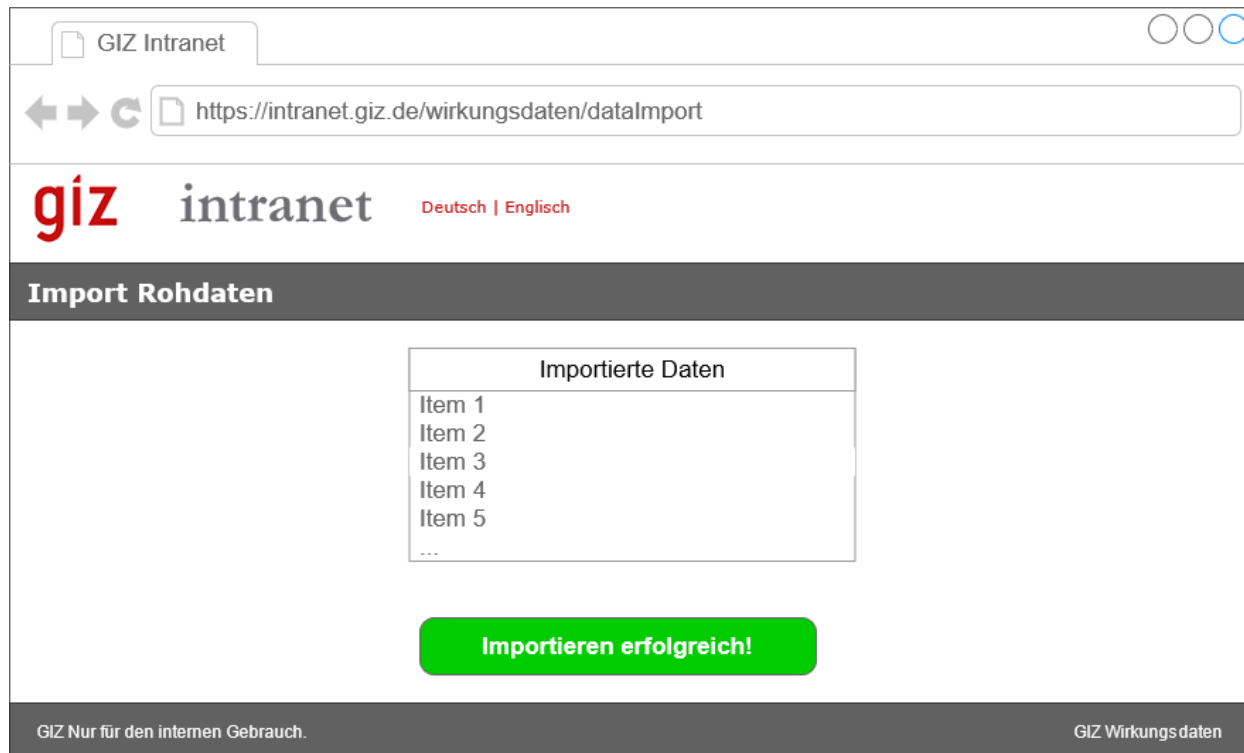 GIZ Intranet
https://intranet.giz.de/wirkungsdaten/dataImport
giz intranet Deutsch | Englisch
Import Rohdaten
Importierte Daten
Item 1
Item 2
Item 3
Item 4
Item 5
...
Importieren erfolgreich!
GIZ Nur für den internen Gebrauch. GIZ Wirkungsdaten